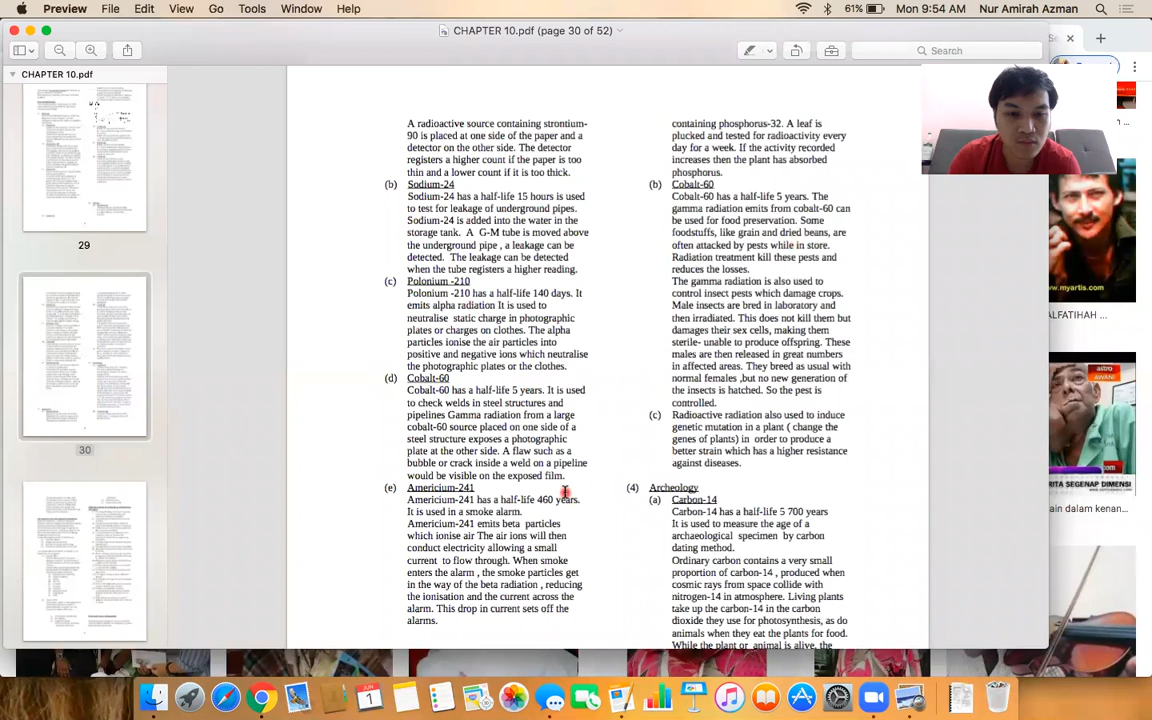 Preview File Edit View Go Tools Window Help
61% Mon 9:54 AM Nur Amirah Azman
CHAPTER 10.pdf (page 30 of 52)
Search
CHAPTER 10.pdf
29
30
A radioactive source containing strontium-
90 is placed at one side of the paper and a
detector on the other side. The detector
registers a higher count if the paper is too
thin and a lower count if it is too thick.
(b) Sodium-24
Sodium-24 has a half-life 15 hours is used
to test for leakage of underground pipes.
Sodium-24 is added into the water in the
storage tank. A G-M tube is moved above
the underground pipe , a leakage can be
detected. The leakage can be detected
when the tube registers a higher reading.
(c) Polonium -210
Polonium -210 has a half-life 140 days. It
emits alpha radiation It is used to
neutralise static charge in photographic
plates or charges on clothes. The alpha
particles ionise the air particles into
positive and negative ions which neutralise
the photographic plates or the clothes.
(d) Cobalt-60
Cobalt-60 has a half-life 5 years. It is used
to check welds in steel structures and
pipelines Gamma radiation from a large
cobalt-60 source placed on one side of a
steel structure exposes a photographic
plate at the other side. A flaw such as a
bubble or crack inside a weld on a pipeline
would be visible on the exposed film.
(e) Americium-241
Americium-241 has a half-life 460 years.
It is used in a smoke alarm.
Americium-241 emits beta particles
which ionise air The air ions will then
conduct electricity allowing a small
current to flow through. When smoke
enters the alarm , the smoke particles get
in the way of the beta radiation , reducing
the ionisation and the current across the
alarm. This drop in current sets off the
alarms.
containing phosphorus-32. A leaf is
plucked and tested for radioactivity every
day for a week. If the activity recorded
increases then the plant has absorbed
phosphorus.
(b) Cobalt-60
Cobalt-60 has a half-life 5 years. The
gamma radiation emits from cobalt-60 can
be used for food preservation. Some
foodstuffs, like grain and dried beans, are
often attacked by pests while in store.
Radiation treatment kill these pests and
reduces the losses.
The gamma radiation is also used to
control insect pests which damage crops.
Male insects are bred in laboratory and
then irradiated. This does not kill them but
damages their sex cells, making them
sterile- unable to produce offspring. These
males are then released in great numbers
in affected areas. They breed as usual with
normal females ,but no new generation of
the insects is hatched. So the pest is
controlled.
(c) Radioactive radiation also used to induce
genetic mutation in a plant ( change the
genes of plants) in order to produce a
better strain which has a higher resistance
against diseases.
(4) Archeology
(a) Carbon-14
Carbon-14 has a half-life 5 700 years
It is used to measure the age of a
archaeological specimen by carbon
dating method.
Ordinary carbon contains a very small
proportion of carbon-14 , produced when
cosmic rays from space collide with
nitrogen-14 in atmosphere. Living plants
take up the carbon-14 in the carbon
dioxide they use for photosynthesis, as do
animals when they eat the plants for food.
While the plant or animal is alive, the
www.myartis.com
ALFATIHAH ...
astro
AWANI
RITA SEGENAP DIMENSI
ain dalam kenan...
JUN
1